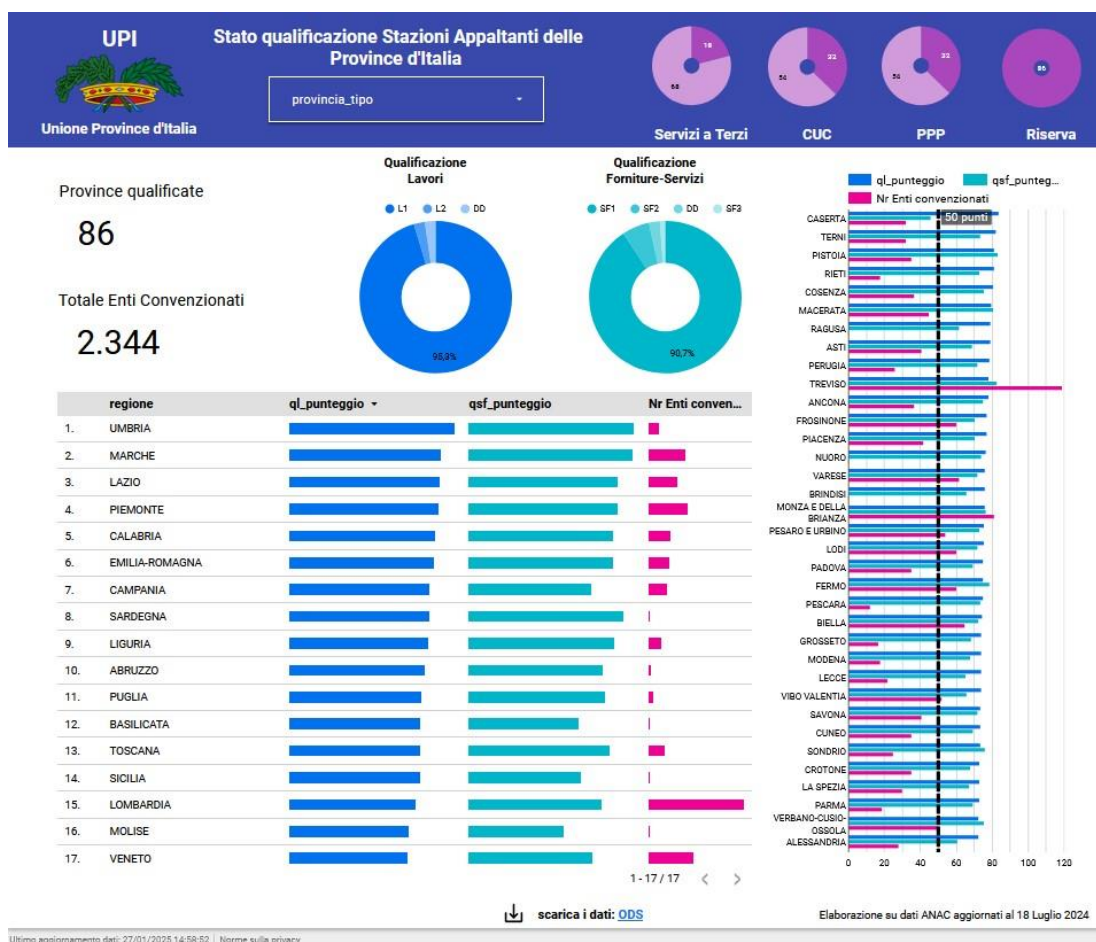 UPI
Unione Province d'Italia
Stato qualificazione Stazioni Appaltanti delle
Province d'Italia
provincia_tipo
18
68
Servizi a Terzi
32
54
CUC
32
54
PPP
86
Riserva
Province qualificate
86
Totale Enti Convenzionati
2.344
Qualificazione
Lavori
L1 L2 DD
95,3%
Qualificazione
Forniture-Servizi
SF1 SF2 DD SF3
90,7%
regione ql_punteggio qsf_punteggio Nr Enti conven...
1. UMBRIA
2. MARCHE
3. LAZIO
4. PIEMONTE
5. CALABRIA
6. EMILIA-ROMAGNA
7. CAMPANIA
8. SARDEGNA
9. LIGURIA
10. ABRUZZO
11. PUGLIA
12. BASILICATA
13. TOSCANA
14. SICILIA
15. LOMBARDIA
16. MOLISE
17. VENETO
1 - 17 / 17
ql_punteggio qsf_punteg...
Nr Enti convenzionati
50 punti
CASERTA
TERNI
PISTOIA
RIETI
COSENZA
MACERATA
RAGUSA
ASTI
PERUGIA
TREVISO
ANCONA
FROSINONE
PIACENZA
NUORO
VARESE
BRINDISI
MONZA E DELLA
BRIANZA
PESARO E URBINO
LODI
PADOVA
FERMO
PESCARA
BIELLA
GROSSETO
MODENA
LECCE
VIBO VALENTIA
SAVONA
CUNEO
SONDRIO
CROTONE
LA SPEZIA
PARMA
VERBANO-CUSIO-
OSSOLA
ALESSANDRIA
0 20 40 60 80 100 120
scarica i dati: ODS
Elaborazione su dati ANAC aggiornati al 18 Luglio 2024
Ultimo aggiornamento dati: 27/01/2025 14:58:52 | Norme sulla privacy